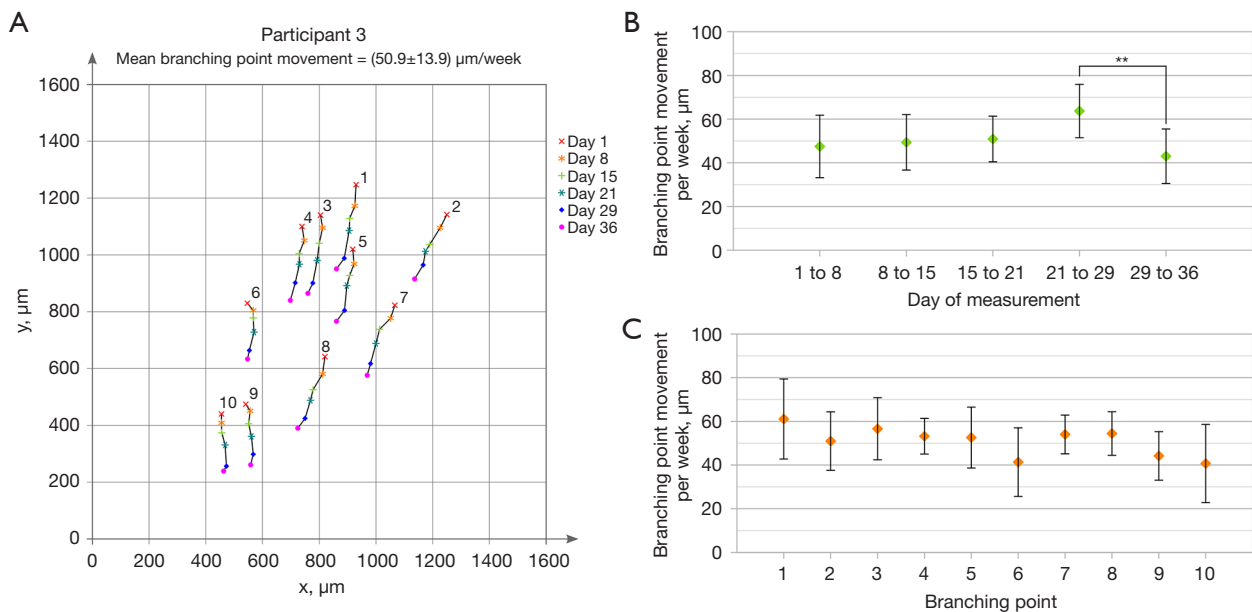 A
Participant 3
Mean branching point movement = (50.9±13.9) µm/week
1600
1400
1200
1000
800
600
400
200
0
y, µm
0 200 400 600 800 1000 1200 1400 1600
x, µm
1
2
3
4
5
6
7
8
9
10
× Day 1
Day 8
Day 15
Day 21
Day 29
Day 36
B
Branching point movement
per week, µm
100
80
60
40
20
0
**
1 to 8 8 to 15 15 to 21 21 to 29 29 to 36
Day of measurement
C
Branching point movement
per week, µm
100
80
60
40
20
0
1 2 3 4 5 6 7 8 9 10
Branching point